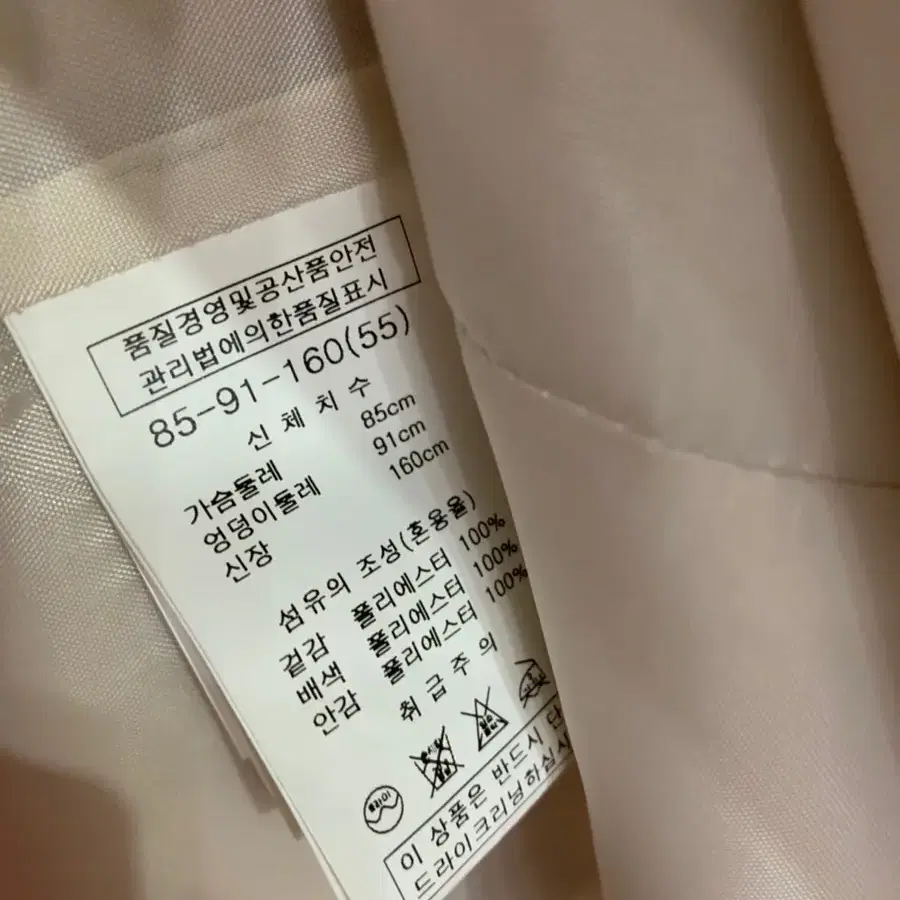 품질경영및공산품안전
관리법에의한품질표시
85-91-160(55)
신 체 치 수
가슴둘레 85cm
엉덩이둘레 91cm
신장 160cm
섬유의 조성(혼용율)
겉감 폴리에스터 100%
배색 폴리에스터 100%
안감 폴리에스터 100%
취 급 주 의
드라이
이 상품은 반드시 단
드라이크리닝하십시